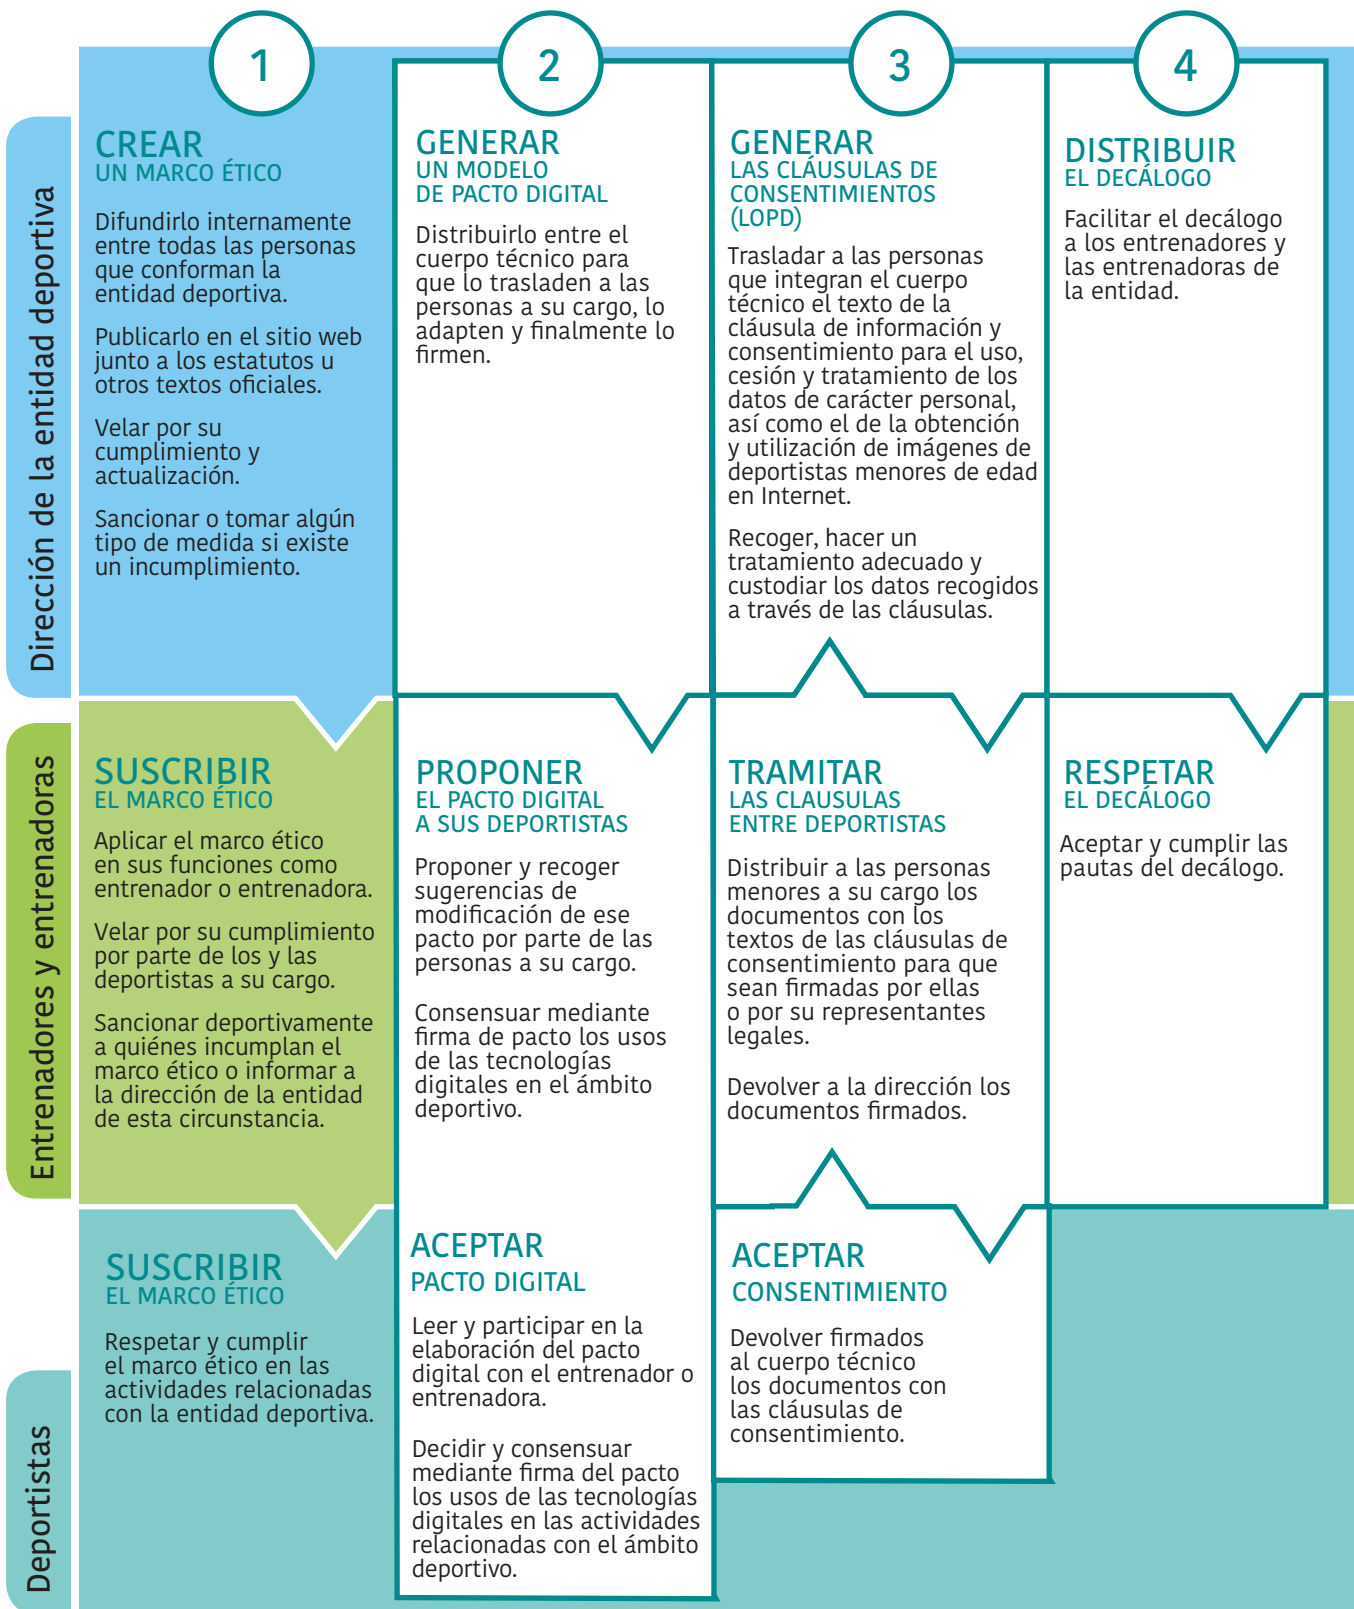 1
2
3
4
Dirección de la entidad deportiva
CREAR
UN MARCO ÉTICO
Difundirlo internamente
entre todas las personas
que conforman la
entidad deportiva.
Publicarlo en el sitio web
junto a los estatutos u
otros textos oficiales.
Velar por su
cumplimiento y
actualización.
Sancionar o tomar algún
tipo de medida si existe
un incumplimiento.
GENERAR
UN MODELO
DE PACTO DIGITAL
Distribuirlo entre el
cuerpo técnico para
que lo trasladen a las
personas a su cargo, lo
adapten y finalmente lo
firmen.
GENERAR
LAS CLÁUSULAS DE
CONSENTIMIENTOS
(LOPD)
Trasladar a las personas
que integran el cuerpo
técnico el texto de la
cláusula de información y
consentimiento para el uso,
cesión y tratamiento de los
datos de carácter personal,
así como el de la obtención
y utilización de imágenes de
deportistas menores de edad
en Internet.
Recoger, hacer un
tratamiento adecuado y
custodiar los datos recogidos
a través de las cláusulas.
DISTRIBUIR
EL DECÁLOGO
Facilitar el decálogo
a los entrenadores y
las entrenadoras de
la entidad.
Entrenadores y entrenadoras
SUSCRIBIR
EL MARCO ÉTICO
Aplicar el marco ético
en sus funciones como
entrenador o entrenadora.
Velar por su cumplimiento
por parte de los y las
deportistas a su cargo.
Sancionar deportivamente
a quiénes incumplan el
marco ético o informar a
la dirección de la entidad
de esta circunstancia.
PROPONER
EL PACTO DIGITAL
A SUS DEPORTISTAS
Proponer y recoger
sugerencias de
modificación de ese
pacto por parte de las
personas a su cargo.
Consensuar mediante
firma de pacto los usos
de las tecnologías
digitales en el ámbito
deportivo.
TRAMITAR
LAS CLAUSULAS
ENTRE DEPORTISTAS
Distribuir a las personas
menores a su cargo los
documentos con los
textos de las cláusulas de
consentimiento para que
sean firmadas por ellas
o por su representantes
legales.
Devolver a la dirección los
documentos firmados.
RESPETAR
EL DECÁLOGO
Aceptar y cumplir las
pautas del decálogo.
Deportistas
SUSCRIBIR
EL MARCO ÉTICO
Respetar y cumplir
el marco ético en las
actividades relacionadas
con la entidad deportiva.
ACEPTAR
PACTO DIGITAL
Leer y participar en la
elaboración del pacto
digital con el entrenador o
entrenadora.
Decidir y consensuar
mediante firma del pacto
los usos de las tecnologías
digitales en las actividades
relacionadas con el ámbito
deportivo.
ACEPTAR
CONSENTIMIENTO
Devolver firmados
al cuerpo técnico
los documentos con
las cláusulas de
consentimiento.